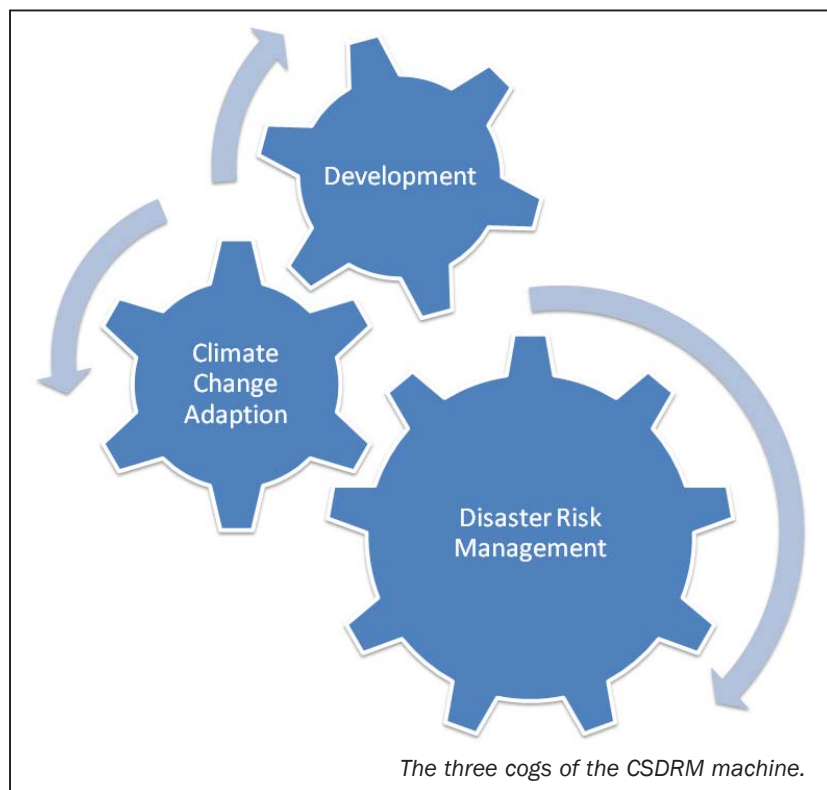 Development
Climate
Change
Adaption
Disaster Risk
Management
The three cogs of the CSDRM machine.